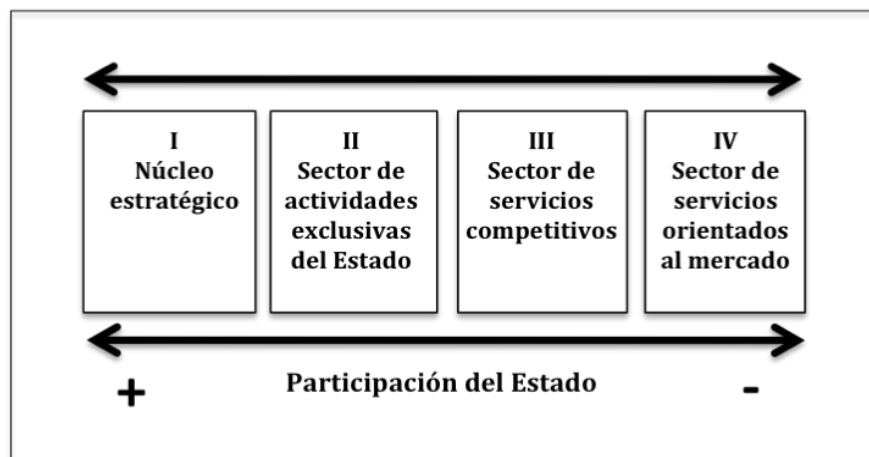 I
Núcleo
estratégico
II
Sector de
actividades
exclusivas
del Estado
III
Sector de
servicios
competitivos
IV
Sector de
servicios
orientados
al mercado
+ Participación del Estado -